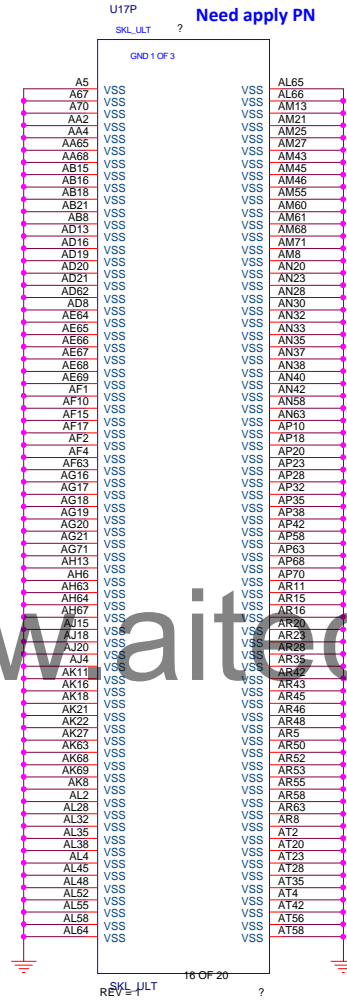 U17P
Need apply PN
SKL_ULT ?
GND 1 OF 3
A5 VSS VSS AL65
A67 VSS VSS AL66
A70 VSS VSS AM13
AA2 VSS VSS AM21
AA4 VSS VSS AM25
AA65 VSS VSS AM27
AA68 VSS VSS AM43
AB15 VSS VSS AM45
AB16 VSS VSS AM46
AB18 VSS VSS AM55
AB21 VSS VSS AM60
AB8 VSS VSS AM61
AD13 VSS VSS AM68
AD16 VSS VSS AM71
AD19 VSS VSS AM8
AD20 VSS VSS AN20
AD21 VSS VSS AN23
AD62 VSS VSS AN28
AD8 VSS VSS AN30
AE64 VSS VSS AN32
AE65 VSS VSS AN33
AE66 VSS VSS AN35
AE67 VSS VSS AN37
AE68 VSS VSS AN38
AE69 VSS VSS AN40
AF1 VSS VSS AN42
AF10 VSS VSS AN58
AF15 VSS VSS AN63
AF17 VSS VSS AP10
AF2 VSS VSS AP18
AF4 VSS VSS AP20
AF63 VSS VSS AP23
AG16 VSS VSS AP28
AG17 VSS VSS AP32
AG18 VSS VSS AP35
AG19 VSS VSS AP38
AG20 VSS VSS AP42
AG21 VSS VSS AP58
AG71 VSS VSS AP63
AH13 VSS VSS AP68
AH6 VSS VSS AP70
AH63 VSS VSS AR11
AH64 VSS VSS AR15
AH67 VSS VSS AR16
AJ15 VSS VSS AR20
AJ18 VSS VSS AR23
AJ20 VSS VSS AR28
AJ4 VSS VSS AR35
AK11 VSS VSS AR42
AK16 VSS VSS AR43
AK18 VSS VSS AR45
AK21 VSS VSS AR46
AK22 VSS VSS AR48
AK27 VSS VSS AR5
AK63 VSS VSS AR50
AK68 VSS VSS AR52
AK69 VSS VSS AR53
AK8 VSS VSS AR55
AL2 VSS VSS AR58
AL28 VSS VSS AR63
AL32 VSS VSS AR8
AL35 VSS VSS AT2
AL38 VSS VSS AT20
AL4 VSS VSS AT23
AL45 VSS VSS AT28
AL48 VSS VSS AT35
AL52 VSS VSS AT4
AL55 VSS VSS AT42
AL58 VSS VSS AT56
AL64 VSS VSS AT58
w.aitec
16 OF 20
SKL_ULT
REV = 1 ?